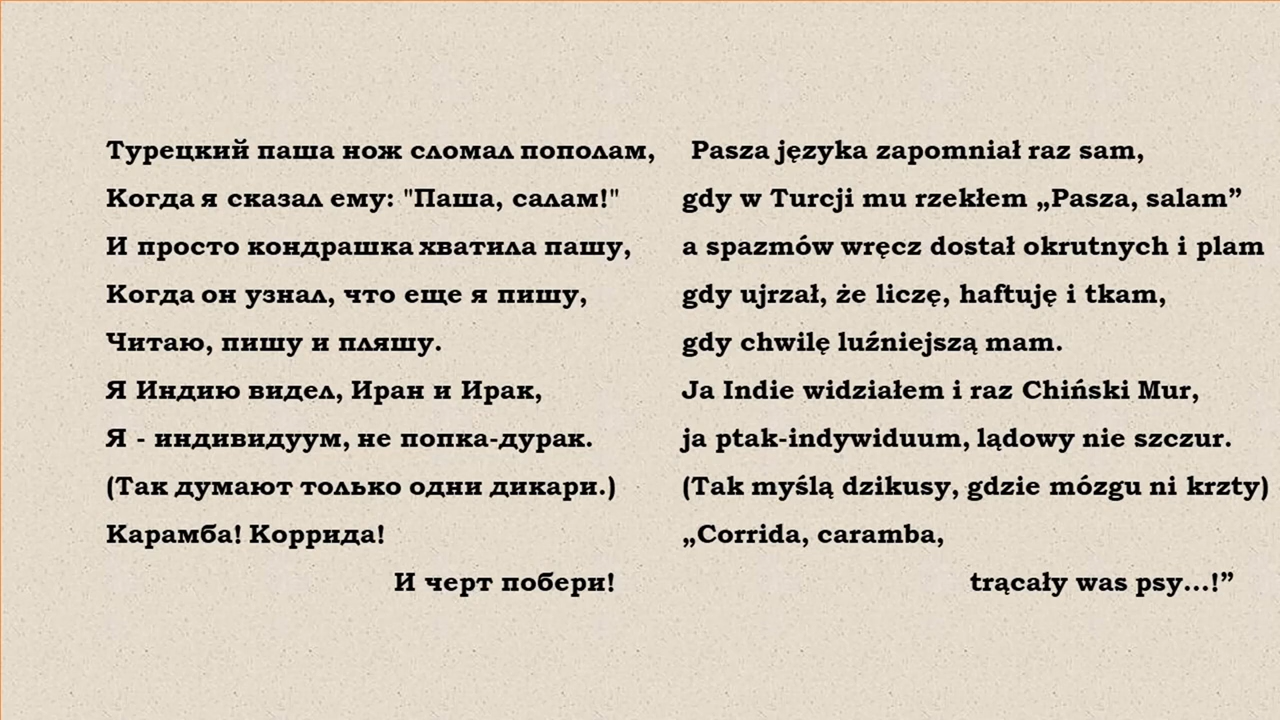 Турецкий паша нож сломал пополам,
Когда я сказал ему: "Паша, салам!"
И просто кондрашка хватила пашу,
Когда он узнал, что еще я пишу,
Читаю, пишу и пляшу.
Я Индию видел, Иран и Ирак,
Я - индивидуум, не попка-дурак.
(Так думают только одни дикари.)
Карамба! Коррида!
И черт побери!
Pasza języka zapomniał raz sam,
gdy w Turcji mu rzekłem „Pasza, salam”
a spazmów wręcz dostał okrutnych i plam
gdy ujrzał, że liczę, haftuję i tkam,
gdy chwilę luźniejszą mam.
Ja Indie widziałem i raz Chiński Mur,
ja ptak-indywiduum, lądowy nie szczur.
(Tak myślą dzikusy, gdzie mózgu ni krzty)
„Corrida, caramba,
trącały was psy...!”